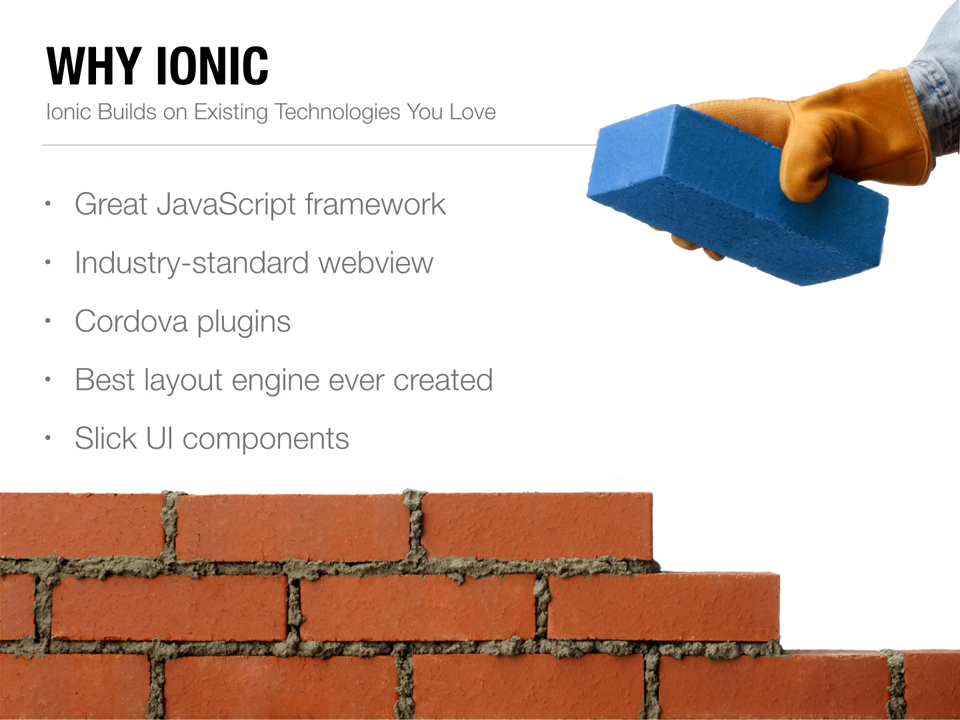 WHY IONIC
Ionic Builds on Existing Technologies You Love
• Great JavaScript framework
• Industry-standard webview
• Cordova plugins
• Best layout engine ever created
• Slick UI components